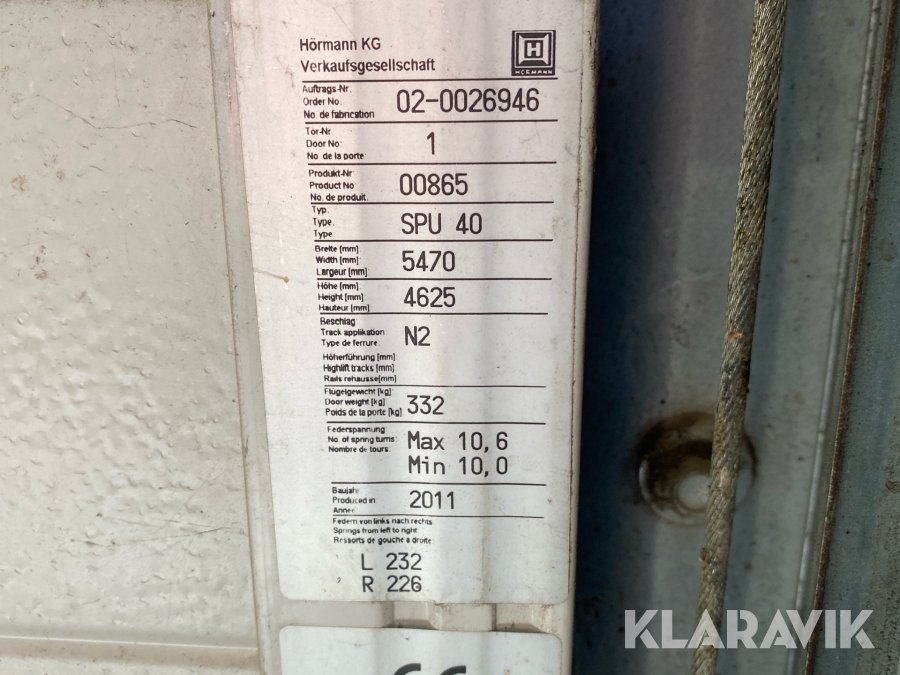 Hörmann KG
Verkaufsgesellschaft
H
HÖRMANN
Auftrags-Nr.
Order No. 02-0026946
No. de fabrication
Tor-Nr
Door No 1
No. de la porte
Produkt-Nr
Product No 00865
No. de produit.
Typ.
Type. SPU 40
Type
Breite [mm]
Width [mm] 5470
Largeur [mm]
Höhe [mm]
Height [mm] 4625
Hauteur [mm]
Beschlag
Track applikation N2
Type de ferrure:
Höherführung [mm]
Highlift tracks [mm]
Rails rehausse[mm]
Flügelgewicht [kg]
Door weight [kg] 332
Poids de la porte [kg]
Federspannung:
No. of spring turns: Max 10,6
Nombre de tours: Min 10,0
Baujahr
Produced in 2011
Annee
Federn von links nach rechts
Springs from left to right
Ressorts de gouche a droite
L 232
R 226
KLARAVIK